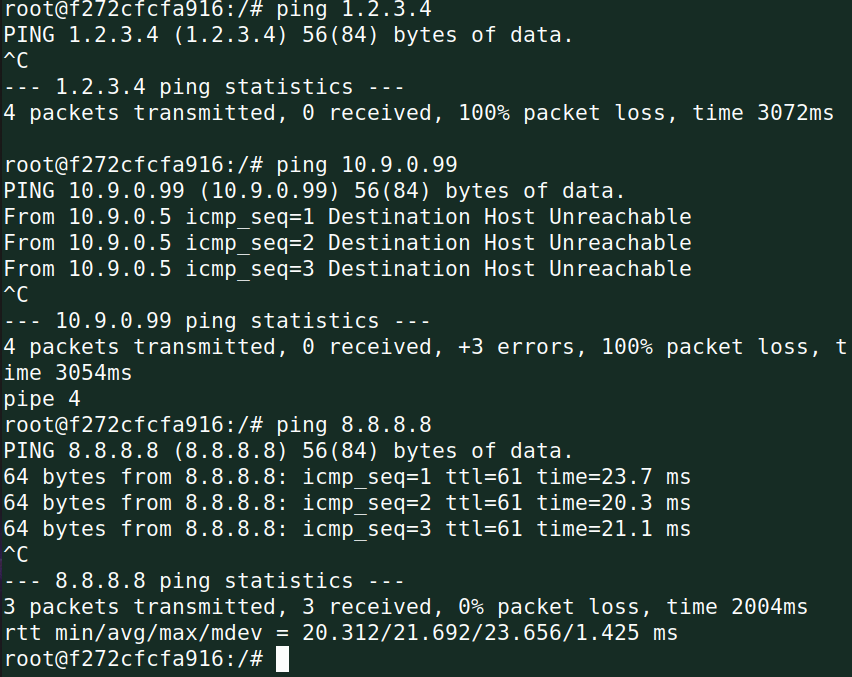 root@f272cfcfa916:/# ping 1.2.3.4
PING 1.2.3.4 (1.2.3.4) 56(84) bytes of data.
^C
--- 1.2.3.4 ping statistics ---
4 packets transmitted, 0 received, 100% packet loss, time 3072ms

root@f272cfcfa916:/# ping 10.9.0.99
PING 10.9.0.99 (10.9.0.99) 56(84) bytes of data.
From 10.9.0.5 icmp_seq=1 Destination Host Unreachable
From 10.9.0.5 icmp_seq=2 Destination Host Unreachable
From 10.9.0.5 icmp_seq=3 Destination Host Unreachable
^C
--- 10.9.0.99 ping statistics ---
4 packets transmitted, 0 received, +3 errors, 100% packet loss, t
ime 3054ms
pipe 4
root@f272cfcfa916:/# ping 8.8.8.8
PING 8.8.8.8 (8.8.8.8) 56(84) bytes of data.
64 bytes from 8.8.8.8: icmp_seq=1 ttl=61 time=23.7 ms
64 bytes from 8.8.8.8: icmp_seq=2 ttl=61 time=20.3 ms
64 bytes from 8.8.8.8: icmp_seq=3 ttl=61 time=21.1 ms
^C
--- 8.8.8.8 ping statistics ---
3 packets transmitted, 3 received, 0% packet loss, time 2004ms
rtt min/avg/max/mdev = 20.312/21.692/23.656/1.425 ms
root@f272cfcfa916:/#